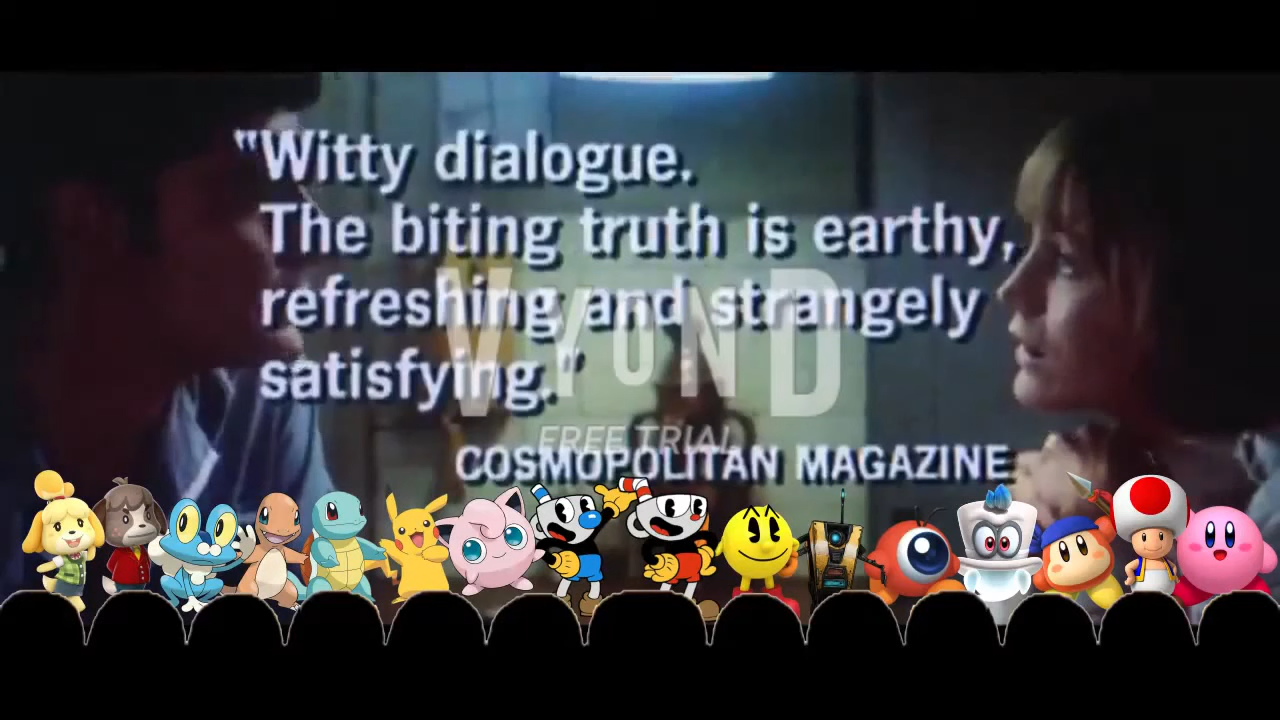 "Witty dialogue.
The biting truth is earthy,
refreshing and strangely
satisfying."
COSMOPOLITAN MAGAZINE
VYOND
FREE TRIAL